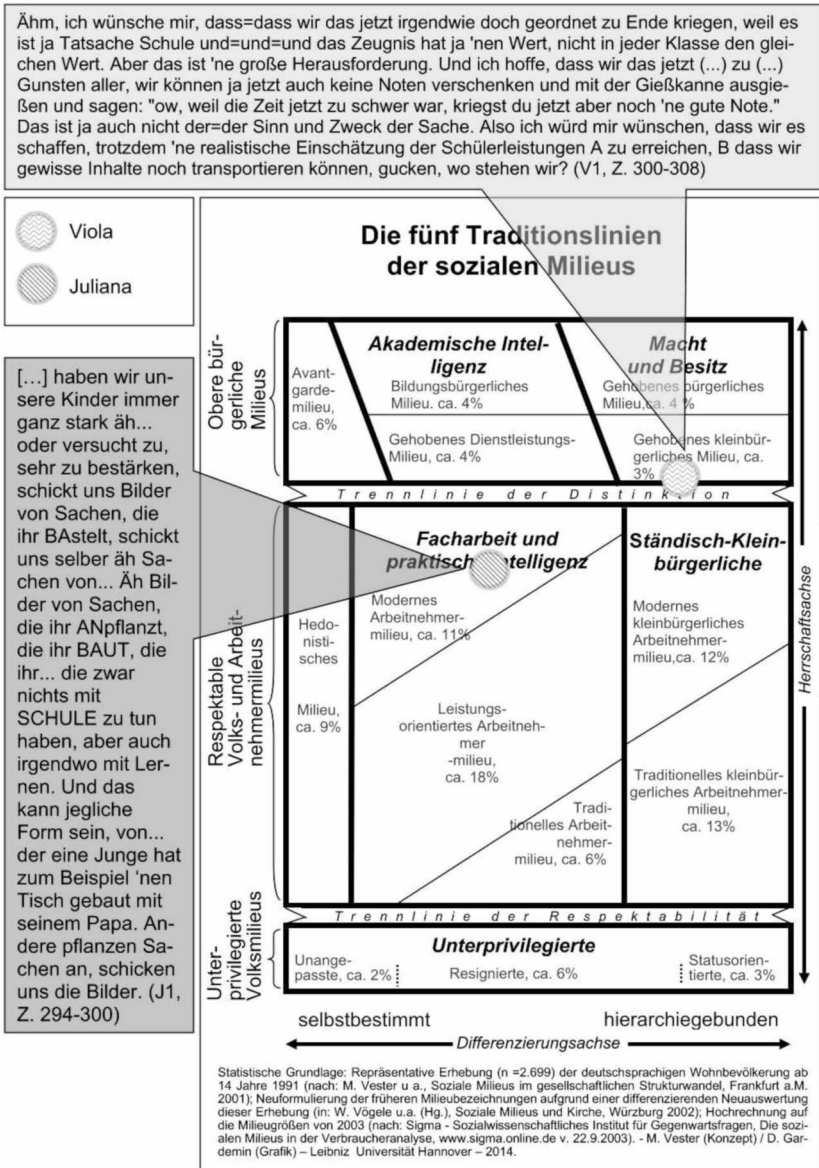 Ähm, ich wünsche mir, dass=dass wir das jetzt irgendwie doch geordnet zu Ende kriegen, weil es
ist ja Tatsache Schule und=und=und das Zeugnis hat ja 'nen Wert, nicht in jeder Klasse den glei-
chen Wert. Aber das ist 'ne große Herausforderung. Und ich hoffe, dass wir das jetzt (...) zu (...)
Gunsten aller, wir können ja jetzt auch keine Noten verschenken und mit der Gießkanne ausgie-
ßen und sagen: "ow, weil die Zeit jetzt zu schwer war, kriegst du jetzt aber noch 'ne gute Note."
Das ist ja auch nicht der=der Sinn und Zweck der Sache. Also ich würd mir wünschen, dass wir es
schaffen, trotzdem 'ne realistische Einschätzung der Schülerleistungen A zu erreichen, B dass wir
gewisse Inhalte noch transportieren können, gucken, wo stehen wir? (V1, Z. 300-308)
Viola
Juliana
[...] haben wir un-
sere Kinder immer
ganz stark äh...
oder versucht zu,
sehr zu bestärken,
schickt uns Bilder
von Sachen, die
ihr BAstelt, schickt
uns selber äh Sa-
chen von... Äh Bil-
der von Sachen,
die ihr ANpflanzt,
die ihr BAUT, die
ihr... die zwar
nichts mit
SCHULE zu tun
haben, aber auch
irgendwo mit Ler-
nen. Und das
kann jegliche
Form sein, von...
der eine Junge hat
zum Beispiel 'nen
Tisch gebaut mit
seinem Papa. An-
dere pflanzen Sa-
chen an, schicken
uns die Bilder. (J1,
Z. 294-300)
Die fünf Traditionslinien
der sozialen Milieus
Obere bür-
gerliche
Milieus
Avant-
garde-
milieu,
ca. 6%
Akademische Intel-
ligenz
Bildungsbürgerliches
Milieu. ca. 4%
Gehobenes Dienstleistungs-
Milieu, ca. 4%
Macht
und Besitz
Gehobenes bürgerliches
Milieu,ca. 4 %
Gehobenes kleinbür-
gerliches Milieu, ca.
3%
Trennlinie der Distinktion
Respektable
Volks- und Arbeit-
nehmermilieus
Hedo-
nisti-
sches
Milieu,
ca. 9%
Facharbeit und
praktische Intelligenz
Modernes
Arbeitnehmer-
milieu, ca. 11%
Leistungs-
orientiertes Arbeitneh-
mer
-milieu,
ca. 18%
Tradi-
tionelles Arbeit-
nehmer-
milieu, ca. 6%
Ständisch-Klein-
bürgerliche
Modernes
kleinbürgerliches
Arbeitnehmer-
milieu,ca. 12%
Traditionelles kleinbür-
gerliches Arbeitnehmer-
milieu,
ca. 13%
Trennlinie der Respektabilität
Unter-
privilegierte
Volksmilieus
Unterprivilegierte
Unange-
passte, ca. 2%
Resignierte, ca. 6%
Statusorien-
tierte, ca. 3%
Herrschaftsachse
selbstbestimmt
hierarchiegebunden
Differenzierungsachse
Statistische Grundlage: Repräsentative Erhebung (n =2.699) der deutschsprachigen Wohnbevölkerung ab
14 Jahre 1991 (nach: M. Vester u a., Soziale Milieus im gesellschaftlichen Strukturwandel, Frankfurt a.M.
2001); Neuformulierung der früheren Milieubezeichnungen aufgrund einer differenzierenden Neuauswertung
dieser Erhebung (in: W. Vögele u.a. (Hg.), Soziale Milieus und Kirche, Würzburg 2002); Hochrechnung auf
die Milieugrößen von 2003 (nach: Sigma - Sozialwissenschaftliches Institut für Gegenwartsfragen, Die sozi-
alen Milieus in der Verbraucheranalyse, www.sigma.online.de v. 22.9.2003). - M. Vester (Konzept) / D. Gar-
demin (Grafik) – Leibniz Universität Hannover – 2014.